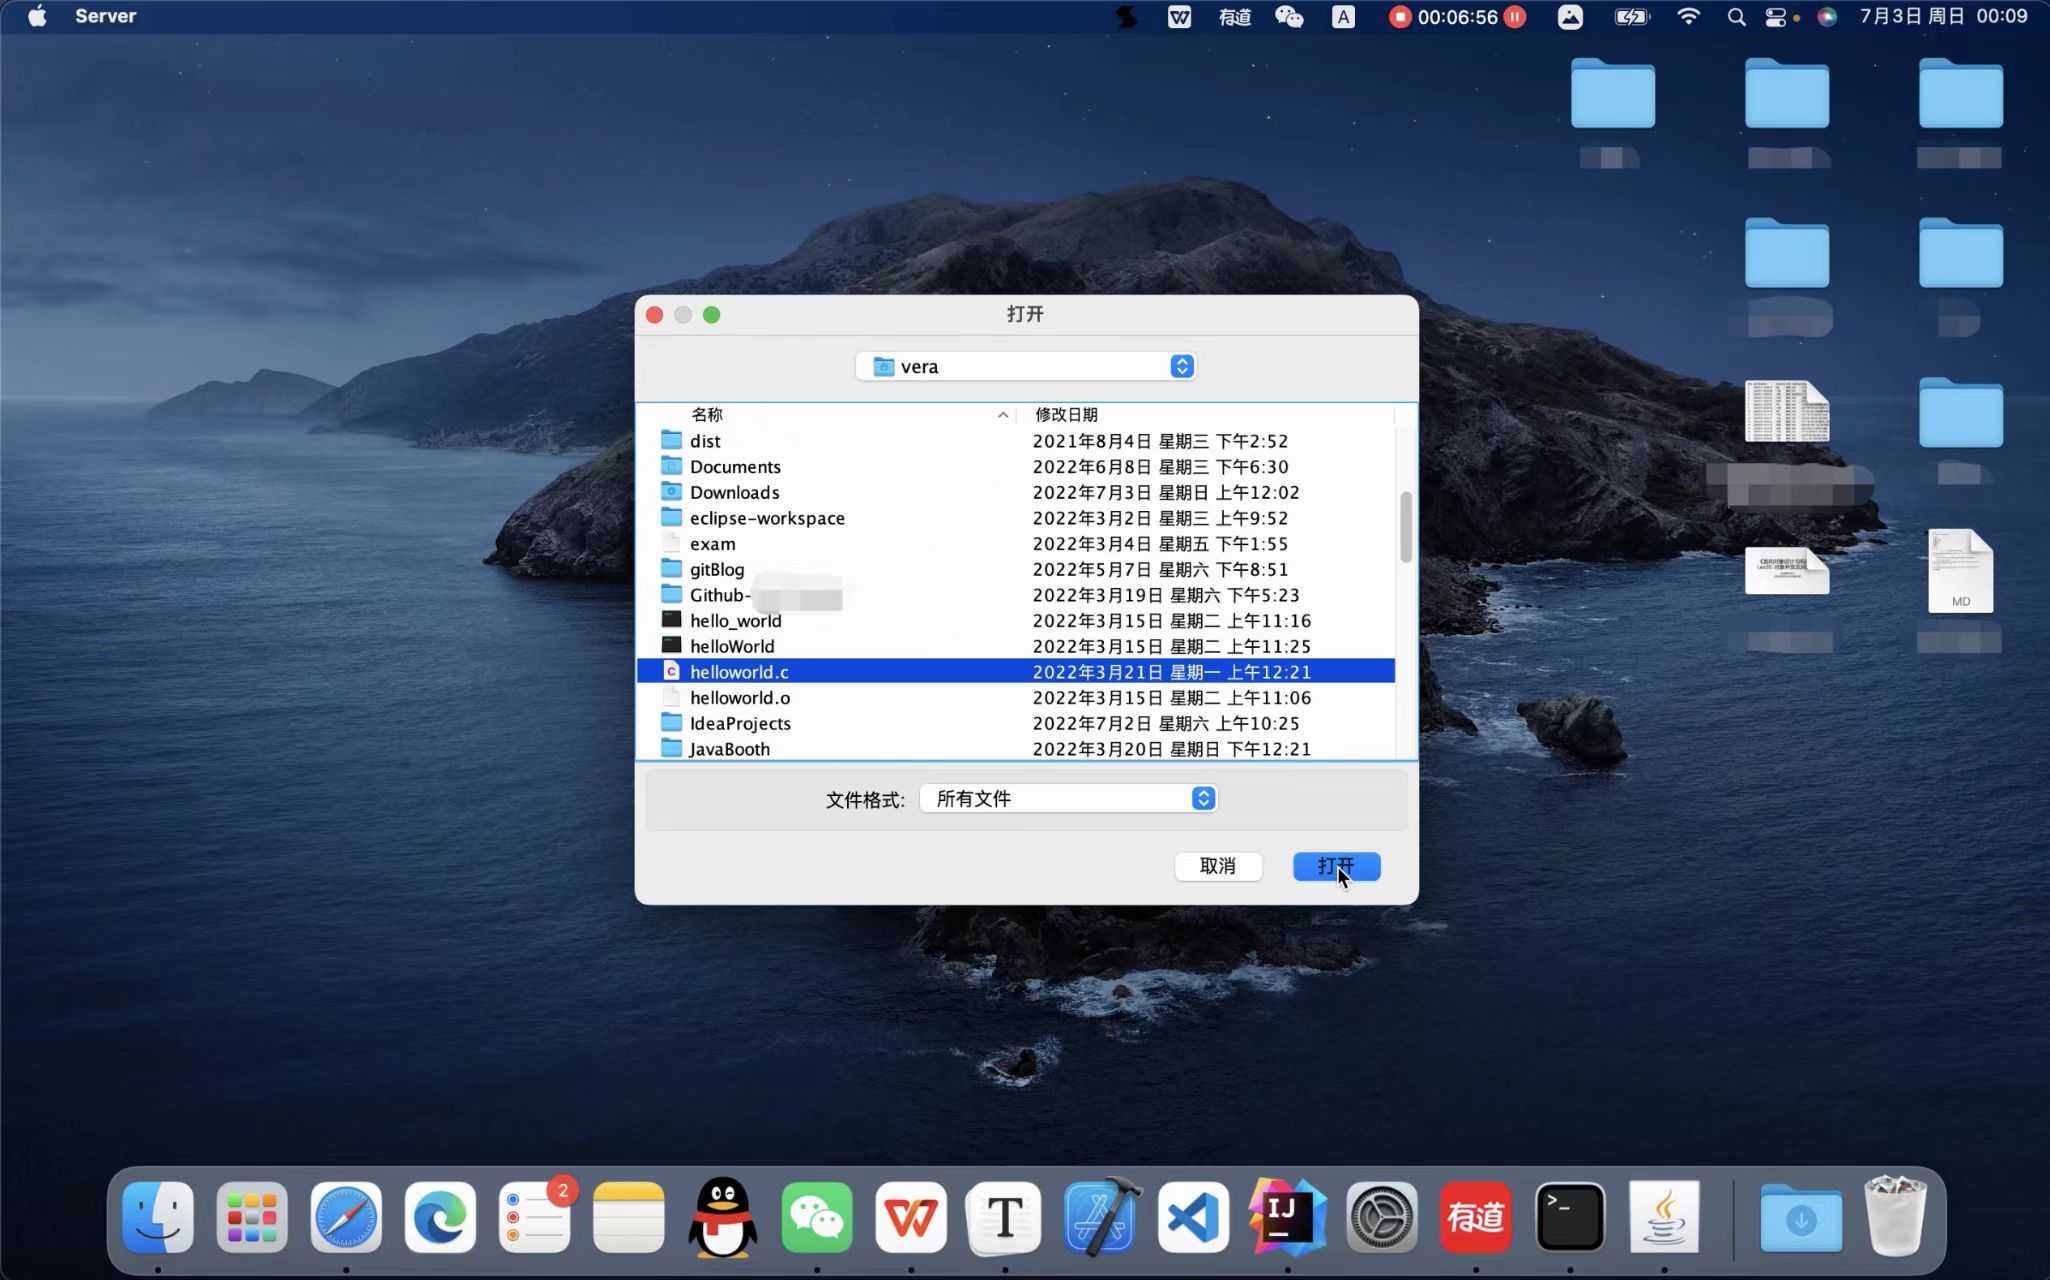 Server
有道
A
00:06:56
7月3日 周日 00:09
打开
vera
名称 修改日期
dist 2021年8月4日 星期三 下午2:52
Documents 2022年6月8日 星期三 下午6:30
Downloads 2022年7月3日 星期日 上午12:02
eclipse-workspace 2022年3月2日 星期三 上午9:52
exam 2022年3月4日 星期五 下午1:55
gitBlog 2022年5月7日 星期六 下午8:51
Github- 2022年3月19日 星期六 下午5:23
hello_world 2022年3月15日 星期二 上午11:16
helloWorld 2022年3月15日 星期二 上午11:25
helloworld.c 2022年3月21日 星期一 上午12:21
helloworld.o 2022年3月15日 星期二 上午11:06
IdeaProjects 2022年7月2日 星期六 上午10:25
JavaBooth 2022年3月20日 星期日 下午12:21
文件格式: 所有文件
取消 打开
MD
2
T
IJ
有道
>_